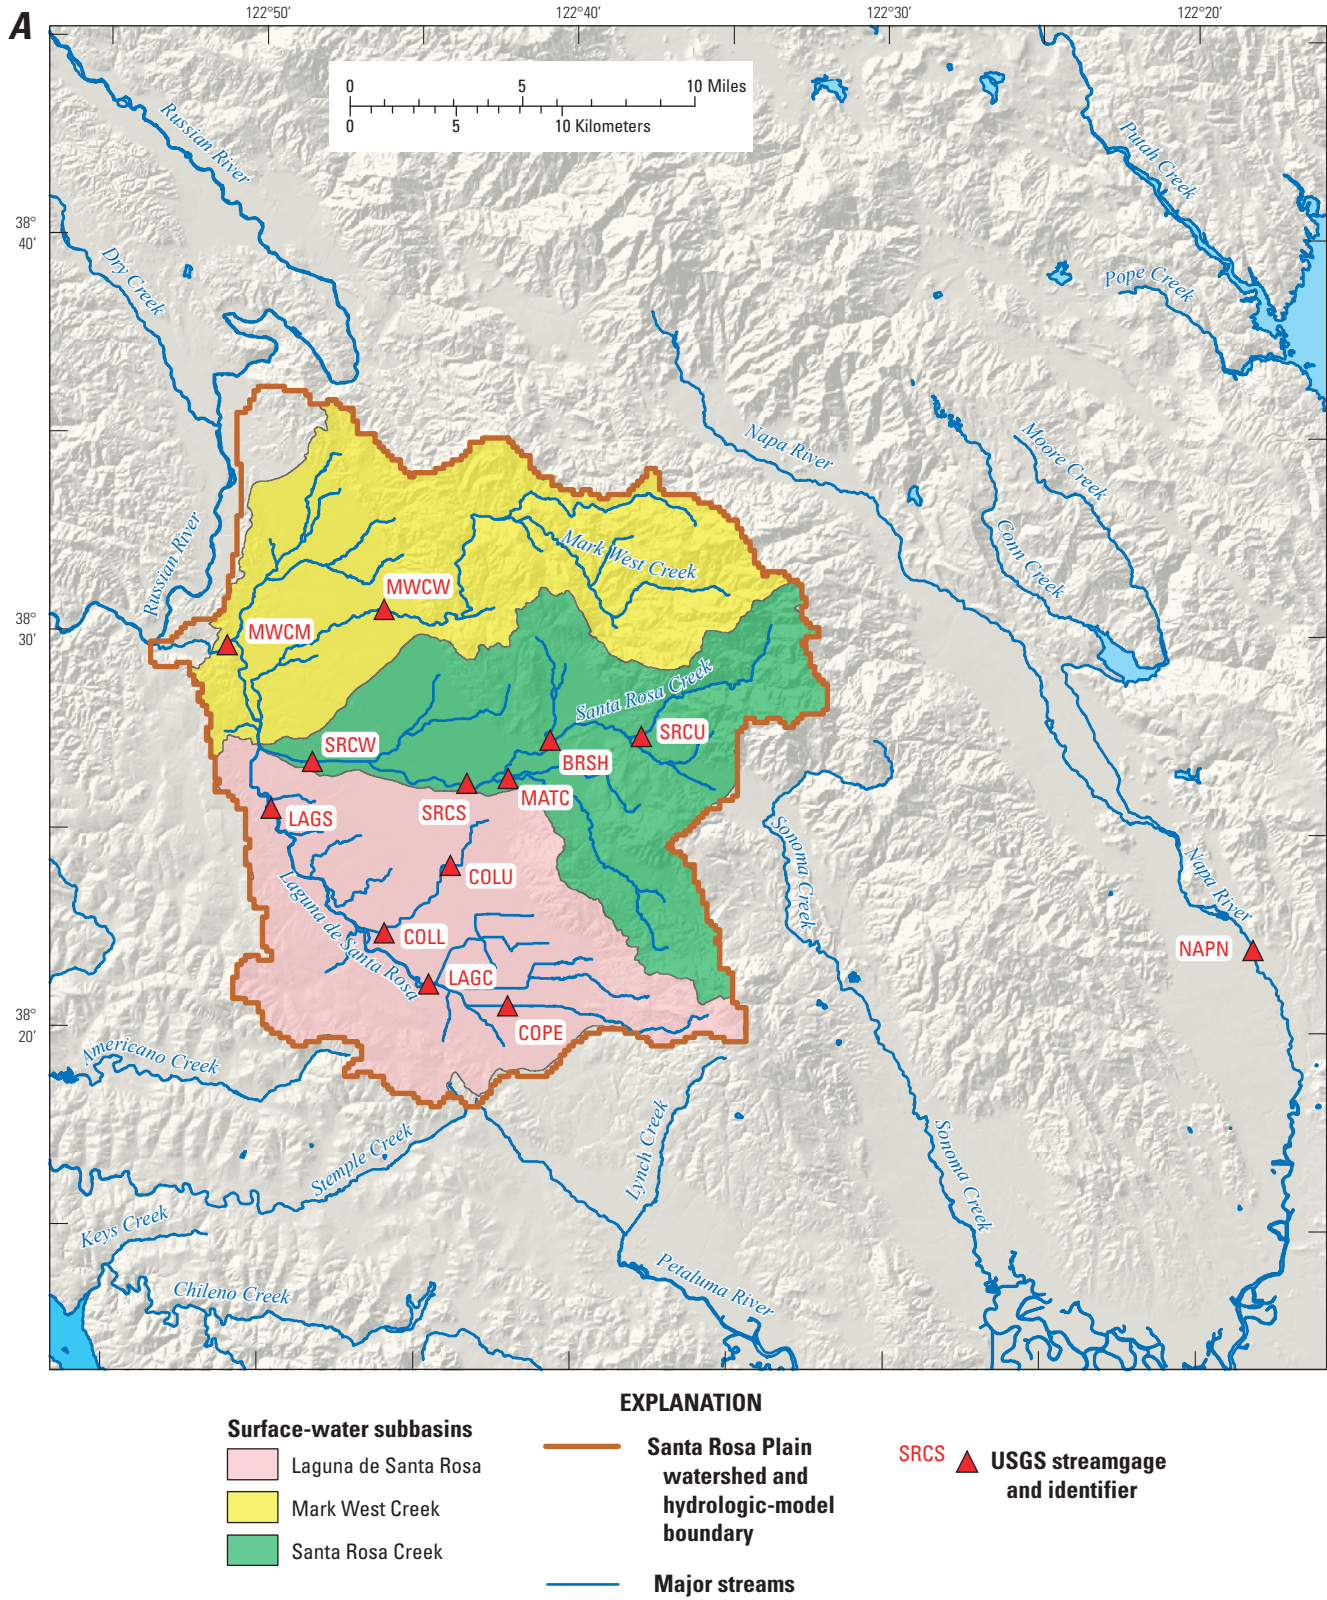 A
122°50′
122°40′
122°30′
122°20′
0
5
10 Miles
0
5
10 Kilometers
Russian River
Putah Creek
38°
40′
Dry Creek
Pope Creek
Napa River
Moore Creek
Conn Creek
Russian River
Mark West Creek
MWCW
38°
30′
MWCM
Santa Rosa Creek
SRCU
SRCW
BRSH
MATC
SRCS
LAGS
COLU
Sonoma Creek
Napa River
Laguna de Santa Rosa
COLL
NAPN
LAGC
COPE
38°
20′
Americano Creek
Lynch Creek
Sonoma Creek
Stemple Creek
Keys Creek
Petaluma River
Chileno Creek
EXPLANATION
Surface-water subbasins
Laguna de Santa Rosa
Mark West Creek
Santa Rosa Creek
Santa Rosa Plain
watershed and
hydrologic-model
boundary
Major streams
SRCS
USGS streamgage
and identifier